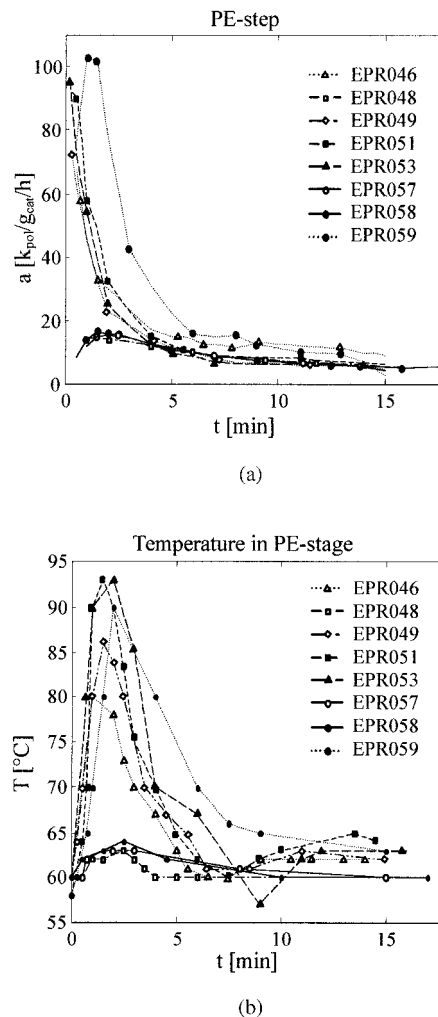 PE-step
100
80
60
40
20
0
a [k_pol/g_cat/h]
EPR046
EPR048
EPR049
EPR051
EPR053
EPR057
EPR058
EPR059
0 5 10 15
t [min]
(a)
Temperature in PE-stage
95
90
85
80
75
70
65
60
55
T [°C]
EPR046
EPR048
EPR049
EPR051
EPR053
EPR057
EPR058
EPR059
0 5 10 15
t [min]
(b)